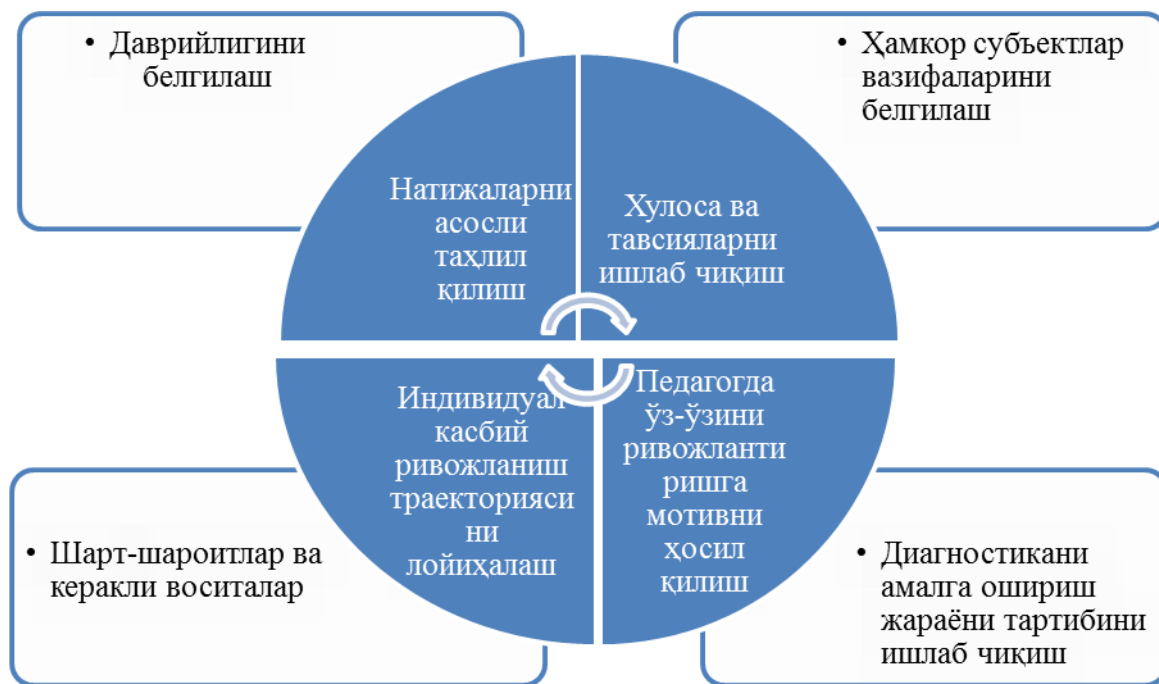 • Даврийлигини
белгилаш
• Ҳамкор субъектлар
вазифаларини
белгилаш
Натижаларни
асосли
таҳлил
қилиш
Хулоса ва
тавсияларни
ишлаб чиқиш
Индивидуал
касбий
ривожланиш
траекторияси
ни
лойиҳалаш
Педагогда
ўз-ўзини
ривожланти
ришга
мотивни
ҳосил
қилиш
• Шарт-шароитлар ва
керакли воситалар
• Диагностикани
амалга ошириш
жараёни тартибини
ишлаб чиқиш